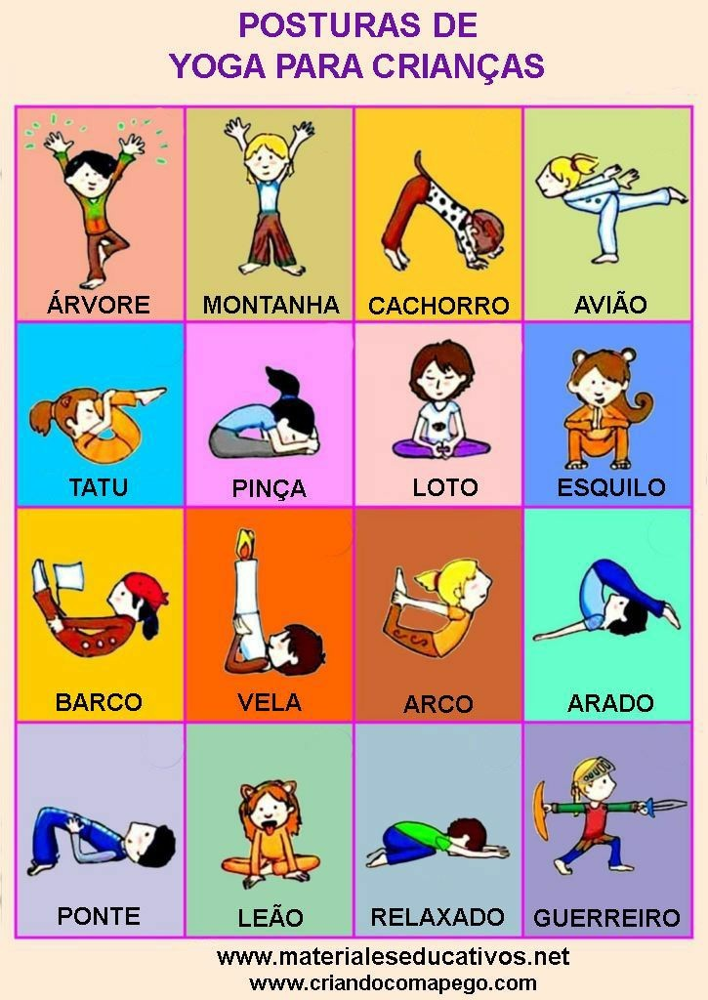 POSTURAS DE
YOGA PARA CRIANÇAS
ÁRVORE
MONTANHA
CACHORRO
AVIÃO
TATU
PINÇA
LOTO
ESQUILO
BARCO
VELA
ARCO
ARADO
PONTE
LEÃO
RELAXADO
GUERREIRO
www.materialeseducativos.net
www.criandocomapego.com